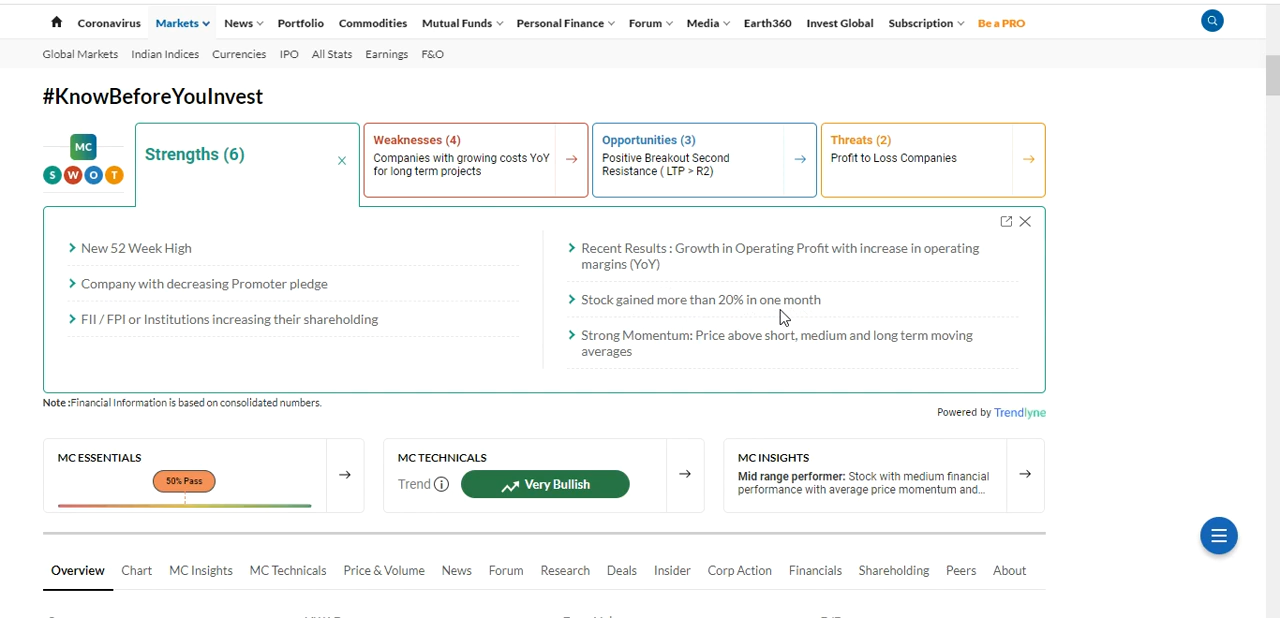 Coronavirus Markets News Portfolio Commodities Mutual Funds Personal Finance Forum Media Earth360 Invest Global Subscription Be a PRO
Global Markets Indian Indices Currencies IPO All Stats Earnings F&O
#KnowBeforeYouInvest
MC
S W O T
Strengths (6)
Weaknesses (4)
Companies with growing costs YoY
for long term projects
Opportunities (3)
Positive Breakout Second
Resistance ( LTP > R2)
Threats (2)
Profit to Loss Companies
New 52 Week High
Company with decreasing Promoter pledge
FII / FPI or Institutions increasing their shareholding
Recent Results : Growth in Operating Profit with increase in operating
margins (YoY)
Stock gained more than 20% in one month
Strong Momentum: Price above short, medium and long term moving
averages
Note :Financial Information is based on consolidated numbers.
Powered by Trendlyne
MC ESSENTIALS
50% Pass
MC TECHNICALS
Trend Very Bullish
MC INSIGHTS
Mid range performer: Stock with medium financial
performance with average price momentum and...
Overview Chart MC Insights MC Technicals Price & Volume News Forum Research Deals Insider Corp Action Financials Shareholding Peers About